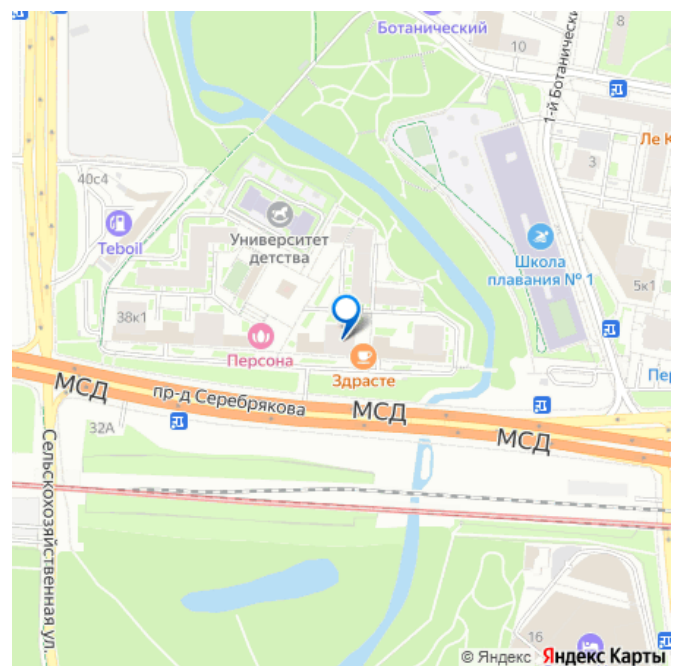 Ботанический
10
8
1-й Ботанический
Ле К
3
40с4
Teboil
Университет
детства
Школа
плавания № 1
5к1
38к1
Персона
Здрасте
Пер
МСД
пр-д Серебрякова
МСД
МСД
32А
Сельскохозяйственная ул.
16
© Яндекс Яндекс Карты